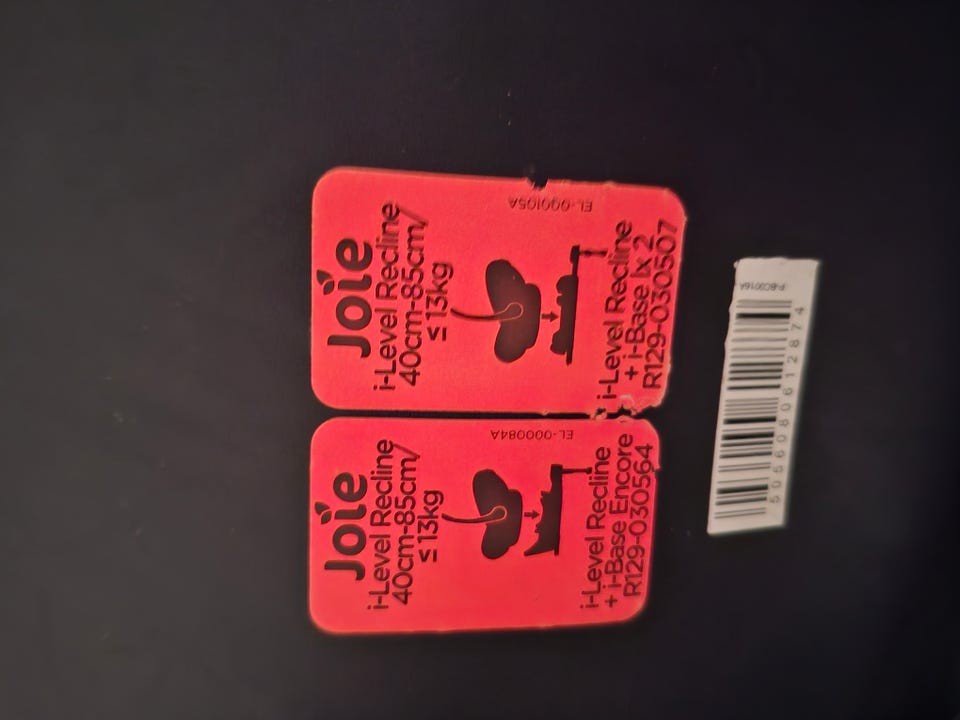 Joie
i-Level Recline
40cm-85cm/
≤ 13kg
EL-000084A
i-Level Recline
+ i-Base Encore
R129-030564
Joie
i-Level Recline
40cm-85cm/
≤ 13kg
EL-000105A
i-Level Recline
+ i-Base lx 2
R129-030507
P-BC0016A
5056080612874